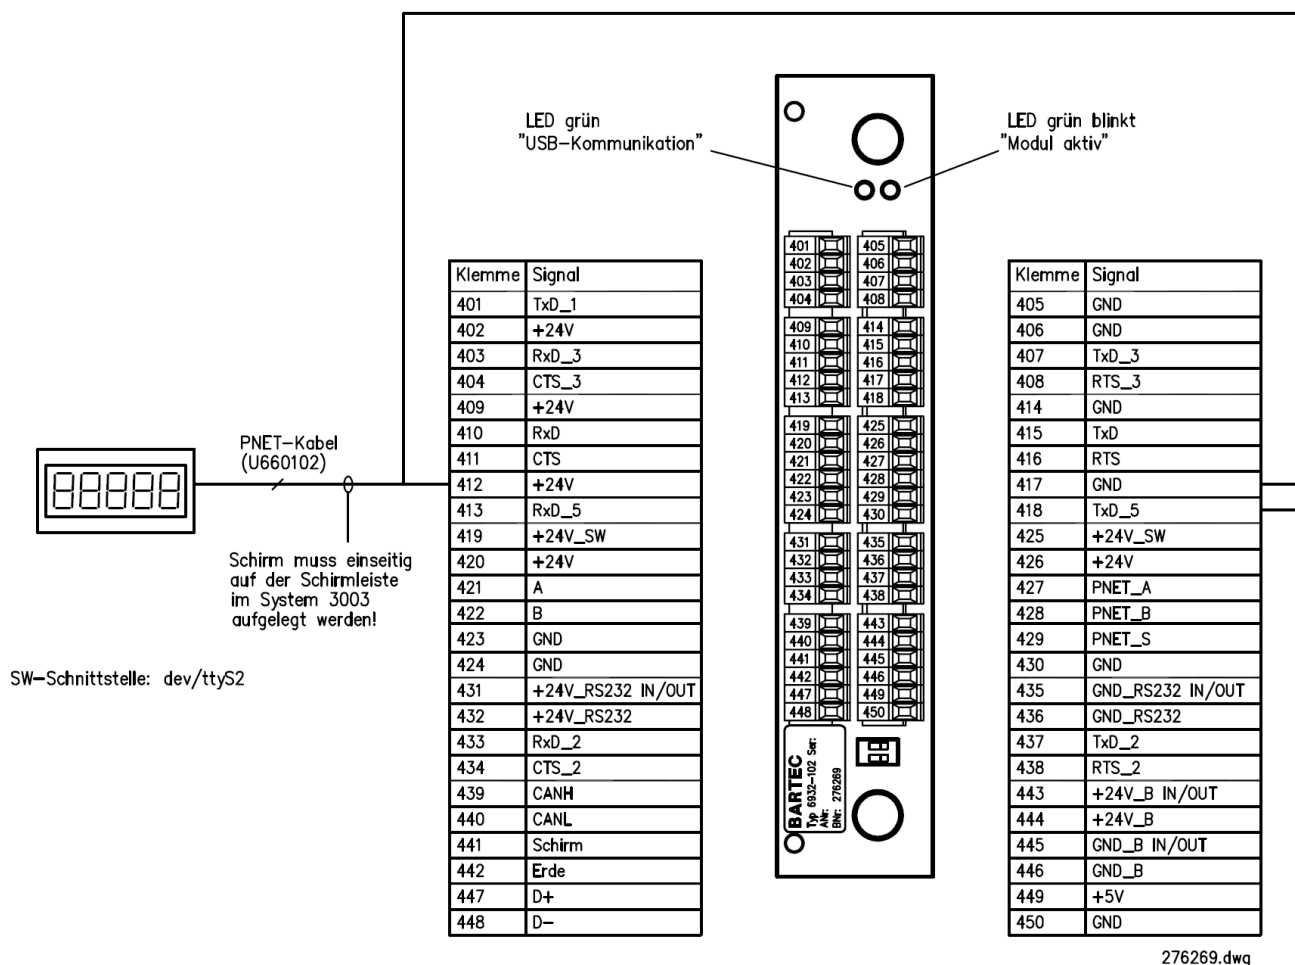 LED grün
"USB-Kommunikation"
LED grün blinkt
"Modul aktiv"
Klemme Signal
401 TxD_1
402 +24V
403 RxD_3
404 CTS_3
409 +24V
410 RxD
411 CTS
412 +24V
413 RxD_5
419 +24V_SW
420 +24V
421 A
422 B
423 GND
424 GND
431 +24V_RS232 IN/OUT
432 +24V_RS232
433 RxD_2
434 CTS_2
439 CANH
440 CANL
441 Schirm
442 Erde
447 D+
448 D-
PNET-Kabel
(U660102)
88888
Schirm muss einseitig
auf der Schirmleiste
im System 3003
aufgelegt werden!
SW-Schnittstelle: dev/ttyS2
401 405
402 406
403 407
404 408
409 414
410 415
411 416
412 417
413 418
419 425
420 426
421 427
422 428
423 429
424 430
431 435
432 436
433 437
434 438
439 443
440 444
441 445
442 446
447 449
448 450
BARTEC
Typ 6932-102 Ser:
ANr:
BNr: 276269
Klemme Signal
405 GND
406 GND
407 TxD_3
408 RTS_3
414 GND
415 TxD
416 RTS
417 GND
418 TxD_5
425 +24V_SW
426 +24V
427 PNET_A
428 PNET_B
429 PNET_S
430 GND
435 GND_RS232 IN/OUT
436 GND_RS232
437 TxD_2
438 RTS_2
443 +24V_B IN/OUT
444 +24V_B
445 GND_B IN/OUT
446 GND_B
449 +5V
450 GND
276269.dwg